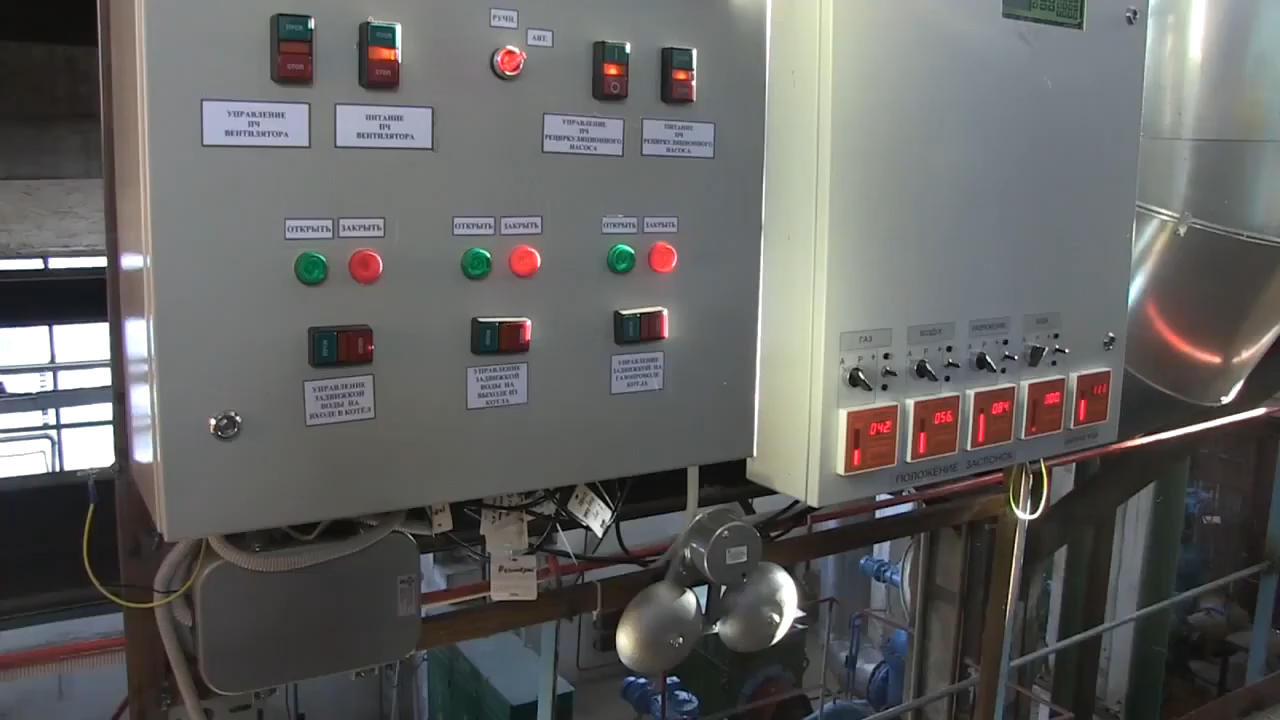 ПУСК
СТОП
ПУСК
СТОП
РУЧН.
АВТ.
УПРАВЛЕНИЕ
ПЧ
ВЕНТИЛЯТОРА
ПИТАНИЕ
ПЧ
ВЕНТИЛЯТОРА
УПРАВЛЕНИЕ
ПЧ
РЕЦИРКУЛЯЦИОННОГО
НАСОСА
ПИТАНИЕ
ПЧ
РЕЦИРКУЛЯЦИОННОГО
НАСОСА
ОТКРЫТЬ
ЗАКРЫТЬ
ОТКРЫТЬ
ЗАКРЫТЬ
ОТКРЫТЬ
ЗАКРЫТЬ
УПРАВЛЕНИЕ
ЗАДВИЖКОЙ
ВОДЫ НА
ВХОДЕ В КОТЁЛ
УПРАВЛЕНИЕ
ЗАДВИЖКОЙ
ВОДЫ НА
ВЫХОДЕ ИЗ
КОТЛА
УПРАВЛЕНИЕ
ЗАДВИЖКОЙ НА
ГАЗОПРОВОДЕ
КОТЛА
ГАЗ
ВОЗДУХ
РАЗРЕЖЕНИЕ
А Р
А Р
А Р
042
056
084
100
ПОЛОЖЕНИЕ ЗАСЛОНОК